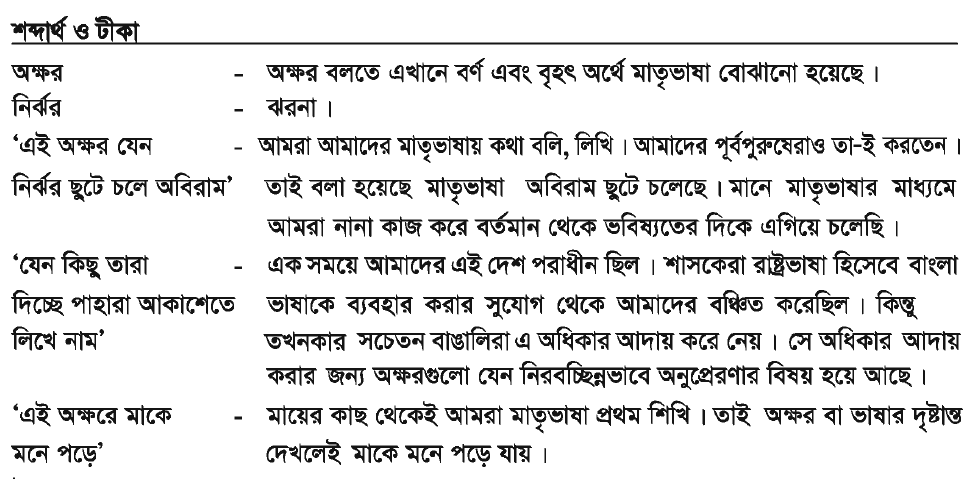 শব্দার্থ ও টীকা
অক্ষর - অক্ষর বলতে এখানে বর্ণ এবং বৃহৎ অর্থে মাতৃভাষা বোঝানো হয়েছে।
নির্ঝর - ঝরনা।
‘এই অক্ষর যেন - আমরা আমাদের মাতৃভাষায় কথা বলি, লিখি। আমাদের পূর্বপুরুষেরাও তা-ই করতেন।
নির্ঝর ছুটে চলে অবিরাম’ তাই বলা হয়েছে মাতৃভাষা অবিরাম ছুটে চলেছে। মানে মাতৃভাষার মাধ্যমে
আমরা নানা কাজ করে বর্তমান থেকে ভবিষ্যতের দিকে এগিয়ে চলেছি।
‘যেন কিছু তারা - এক সময়ে আমাদের এই দেশ পরাধীন ছিল। শাসকেরা রাষ্ট্রভাষা হিসেবে বাংলা
দিচ্ছে পাহারা আকাশেতে ভাষাকে ব্যবহার করার সুযোগ থেকে আমাদের বঞ্চিত করেছিল। কিন্তু
লিখে নাম’ তখনকার সচেতন বাঙালিরা এ অধিকার আদায় করে নেয়। সে অধিকার আদায়
করার জন্য অক্ষরগুলো যেন নিরবচ্ছিন্নভাবে অনুপ্রেরণার বিষয় হয়ে আছে।
‘এই অক্ষরে মাকে - মায়ের কাছ থেকেই আমরা মাতৃভাষা প্রথম শিখি। তাই অক্ষর বা ভাষার দৃষ্টান্ত
মনে পড়ে’ দেখলেই মাকে মনে পড়ে যায়।